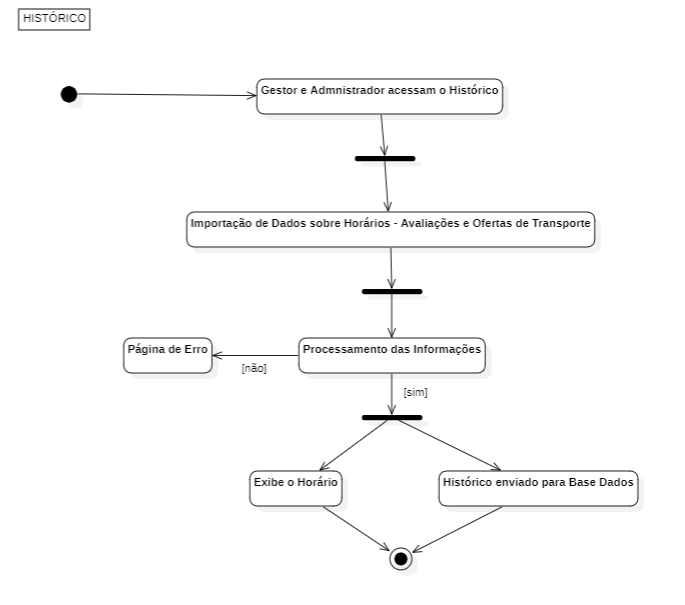 HISTÓRICO
Gestor e Admnistrador acessam o Histórico
Importação de Dados sobre Horários - Avaliações e Ofertas de Transporte
Página de Erro
Processamento das Informações
[não]
[sim]
Exibe o Horário
Histórico enviado para Base Dados